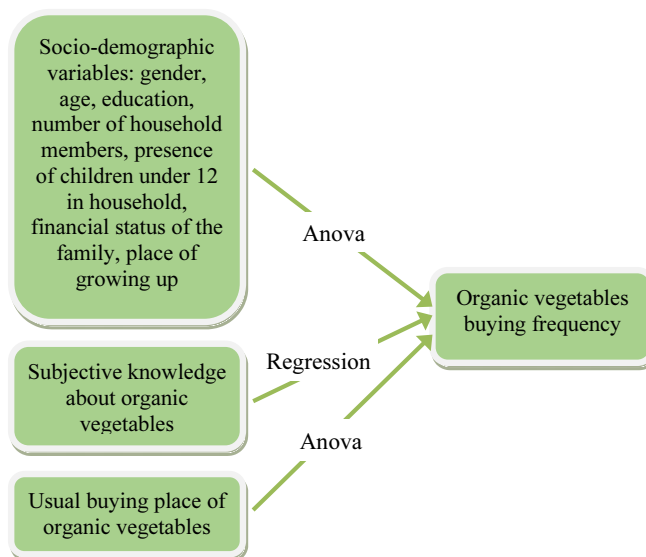 Socio-demographic
variables: gender,
age, education,
number of household
members, presence
of children under 12
in household,
financial status of the
family, place of
growing up
Anova
Organic vegetables
buying frequency
Subjective knowledge
about organic
vegetables
Regression
Anova
Usual buying place of
organic vegetables